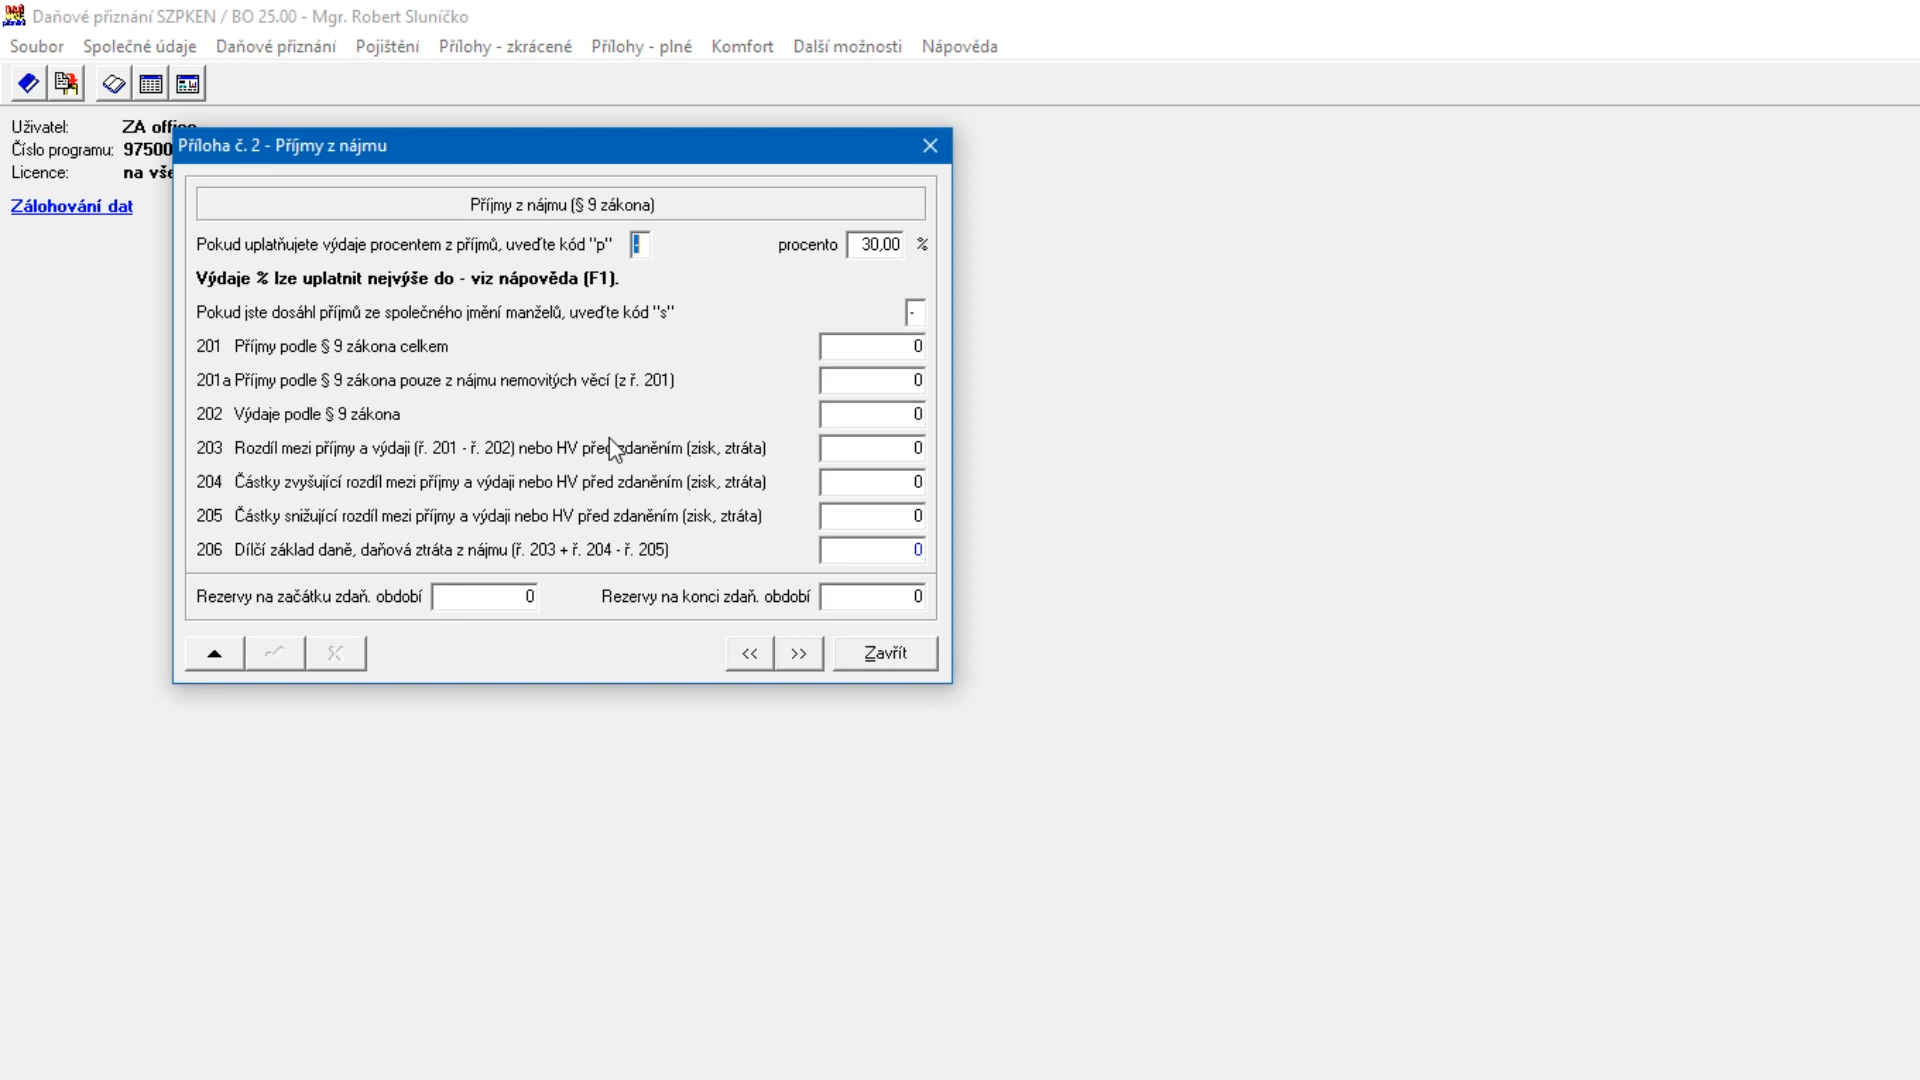 Daňové přiznání SZPKEN / BO 25.00 - Mgr. Robert Sluníčko
Soubor Společné údaje Daňové přiznání Pojištění Přílohy - zkrácené Přílohy - plné Komfort Další možnosti Nápověda
Uživatel: ZA office
Číslo programu: 97500
Licence: na vše
Zálohování dat
Příloha č. 2 - Příjmy z nájmu
Příjmy z nájmu (§ 9 zákona)
Pokud uplatňujete výdaje procentem z příjmů, uveďte kód "p" - procento 30,00 %
Výdaje % lze uplatnit nejvýše do - viz nápověda (F1).
Pokud jste dosáhl příjmů ze společného jmění manželů, uveďte kód "s" -
201 Příjmy podle § 9 zákona celkem 0
201a Příjmy podle § 9 zákona pouze z nájmu nemovitých věcí (z ř. 201) 0
202 Výdaje podle § 9 zákona 0
203 Rozdíl mezi příjmy a výdaji (ř. 201 - ř. 202) nebo HV před zdaněním (zisk, ztráta) 0
204 Částky zvyšující rozdíl mezi příjmy a výdaji nebo HV před zdaněním (zisk, ztráta) 0
205 Částky snižující rozdíl mezi příjmy a výdaji nebo HV před zdaněním (zisk, ztráta) 0
206 Dílčí základ daně, daňová ztráta z nájmu (ř. 203 + ř. 204 - ř. 205) 0
Rezervy na začátku zdaň. období 0 Rezervy na konci zdaň. období 0
<< >> Zavřít